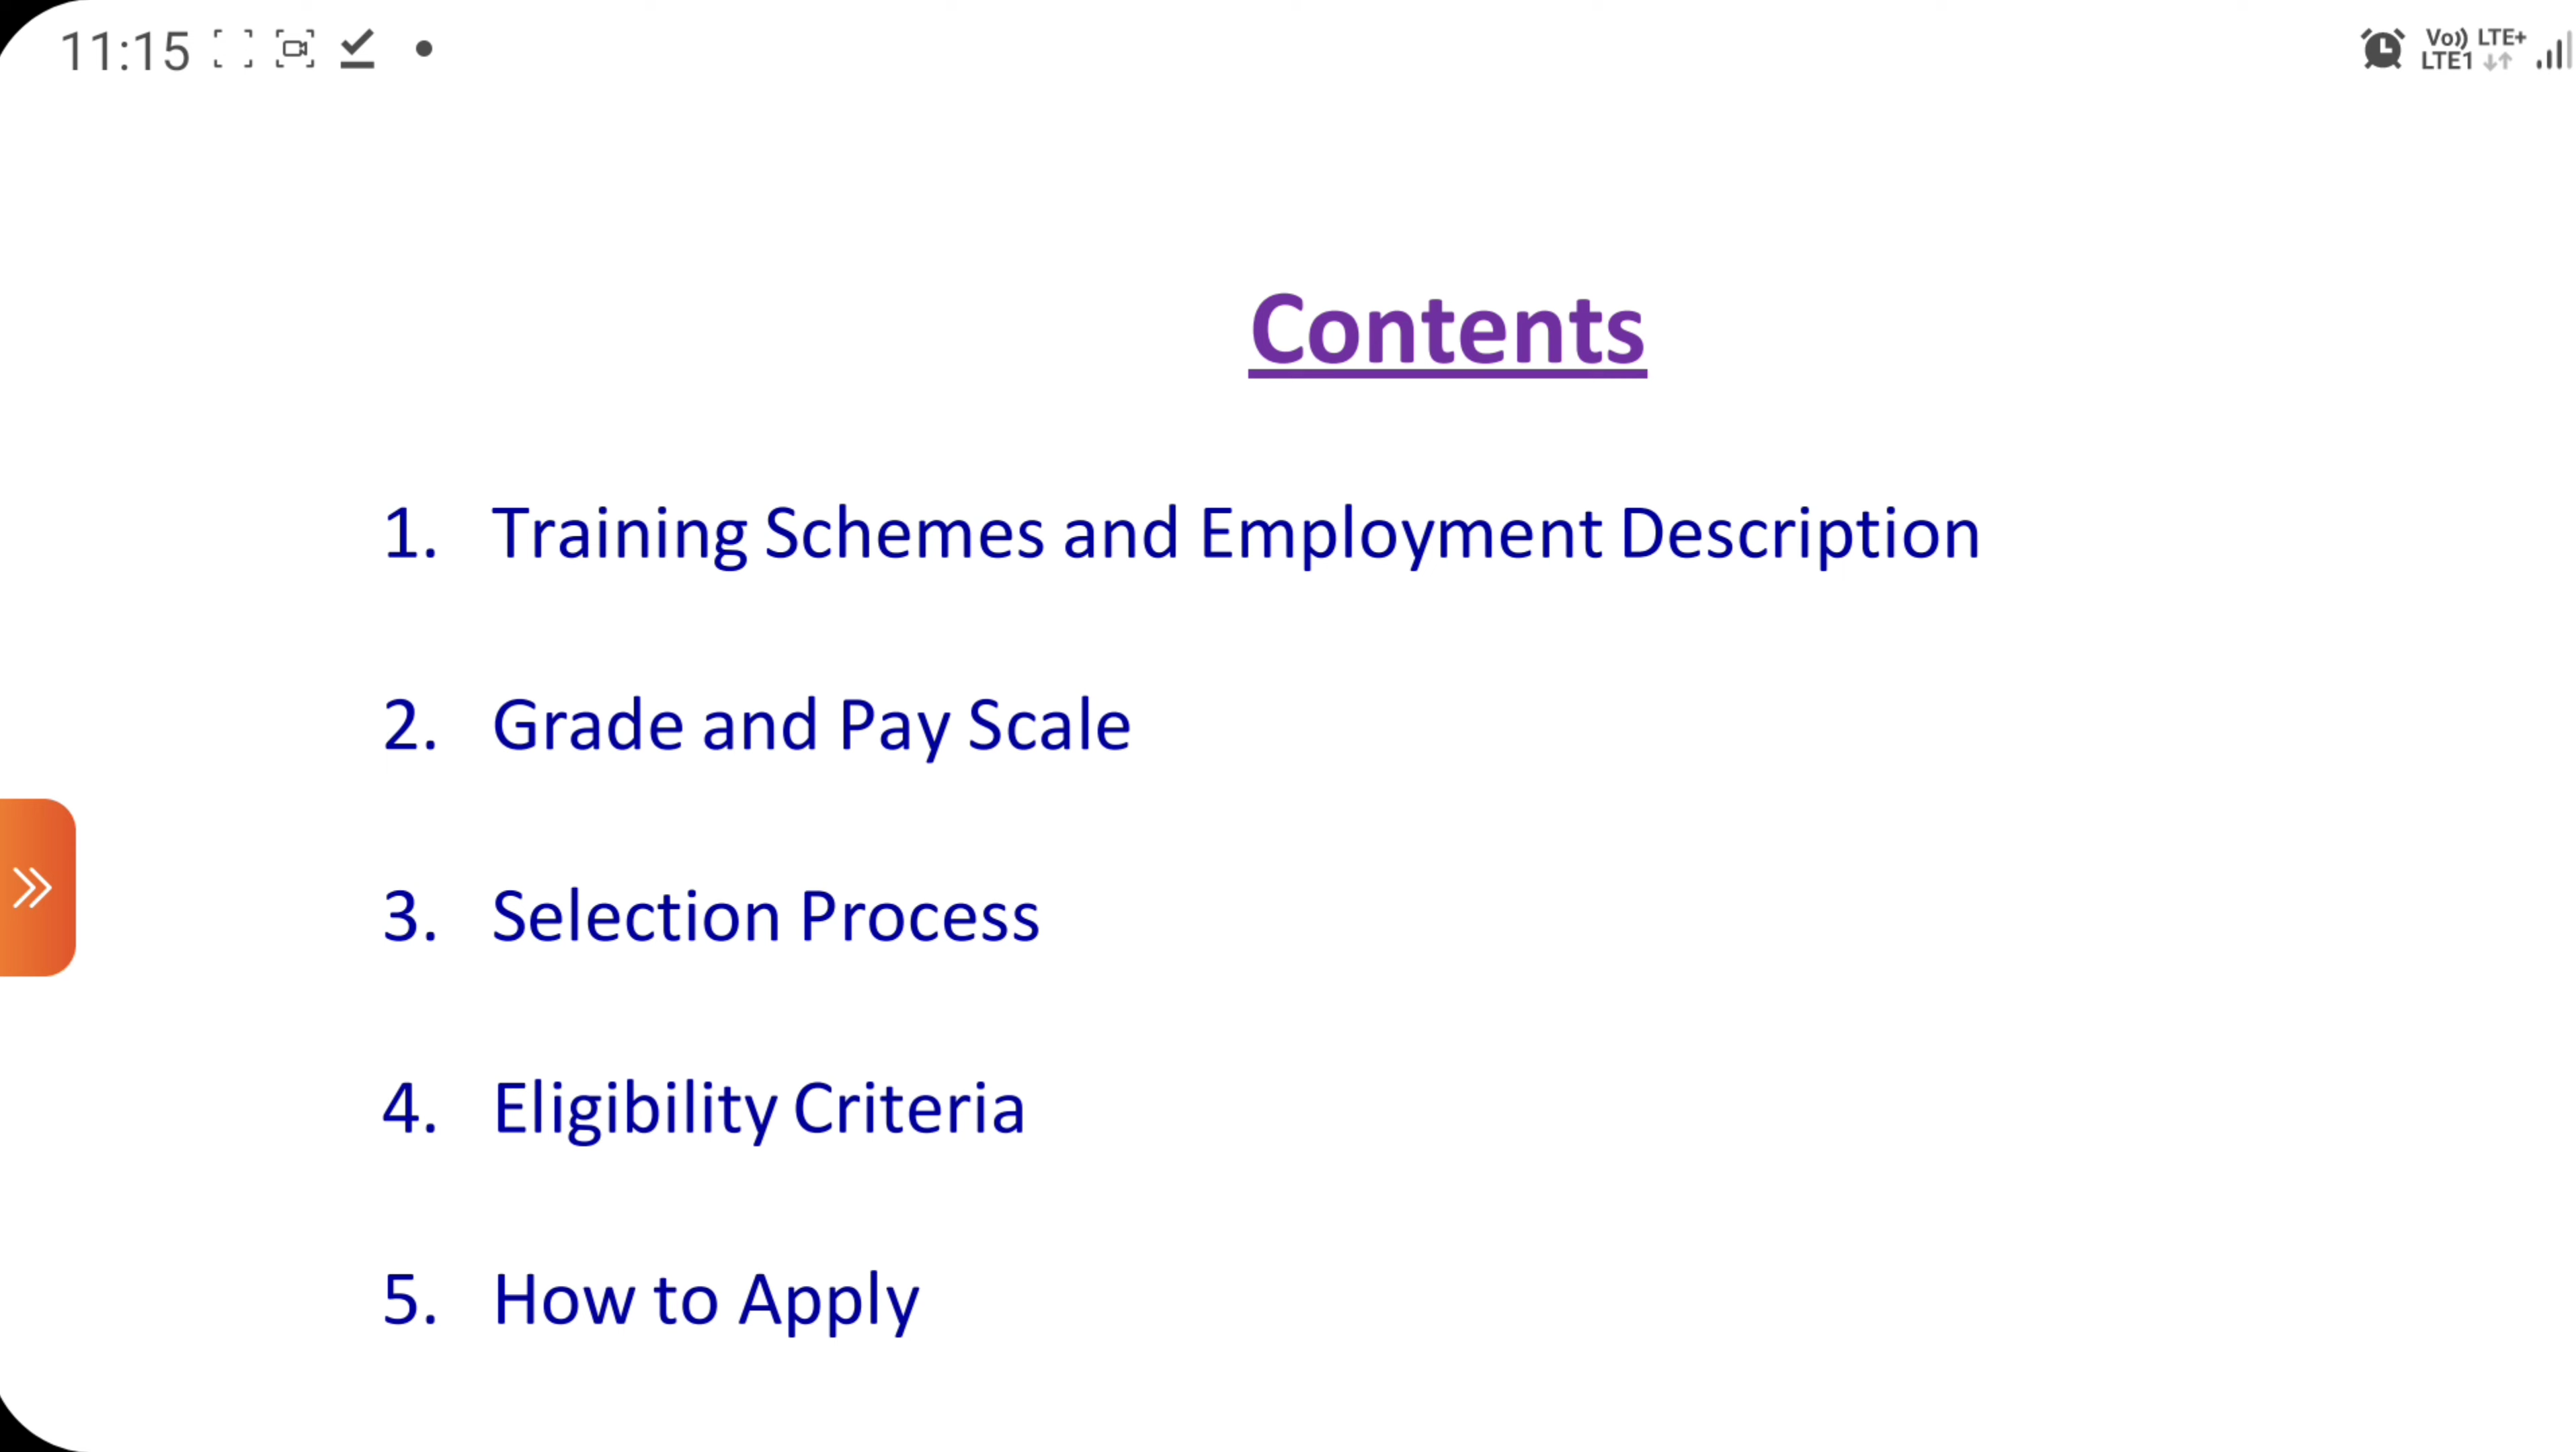 11:15
Vo)) LTE+
LTE1
Contents
1. Training Schemes and Employment Description
2. Grade and Pay Scale
3. Selection Process
4. Eligibility Criteria
5. How to Apply